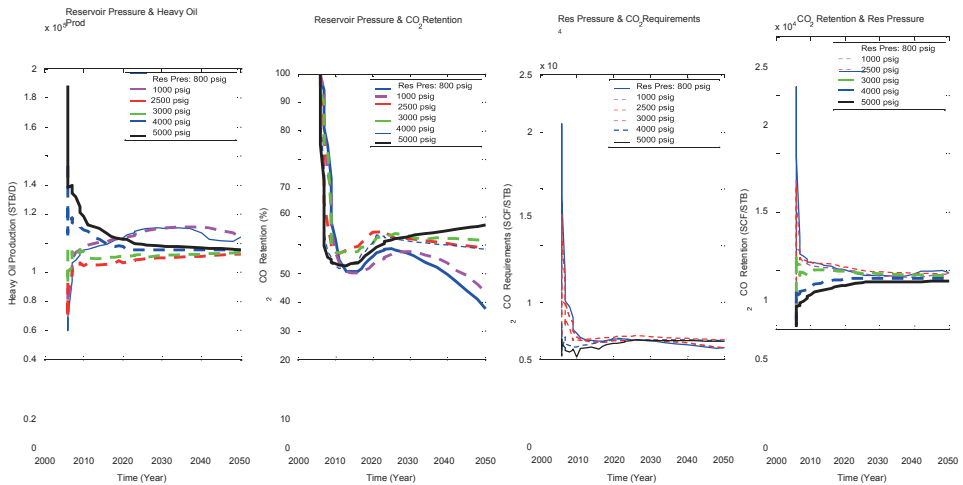 Reservoir Pressure & Heavy Oil
Prod
x 10⁵
2
1.8
1.6
1.4
1.2
1
0.8
0.6
0.4
0.2
0
Heavy Oil Production (STB/D)
Res Pres: 800 psig
1000 psig
2500 psig
3000 psig
4000 psig
5000 psig
2000 2010 2020 2030 2040 2050
Time (Year)
Reservoir Pressure & CO2 Retention
100
90
80
70
60
50
40
30
20
10
0
CO2 Retention (%)
Res Pres: 800 psig
1000 psig
2500 psig
3000 psig
4000 psig
5000 psig
2000 2010 2020 2030 2040 2050
Time (Year)
Res Pressure & CO2 Requirements
x 10⁴
2.5
2
1.5
1
0.5
0
CO2 Requirements (SCF/STB)
Res Pres: 800 psig
1000 psig
2500 psig
3000 psig
4000 psig
5000 psig
2000 2010 2020 2030 2040 2050
Time (Year)
CO2 Retention & Res Pressure
x 10⁴
2.5
2
1.5
1
0.5
0
CO2 Retention (SCF/STB)
Res Pres: 800 psig
1000 psig
2500 psig
3000 psig
4000 psig
5000 psig
2000 2010 2020 2030 2040 2050
Time (Year)